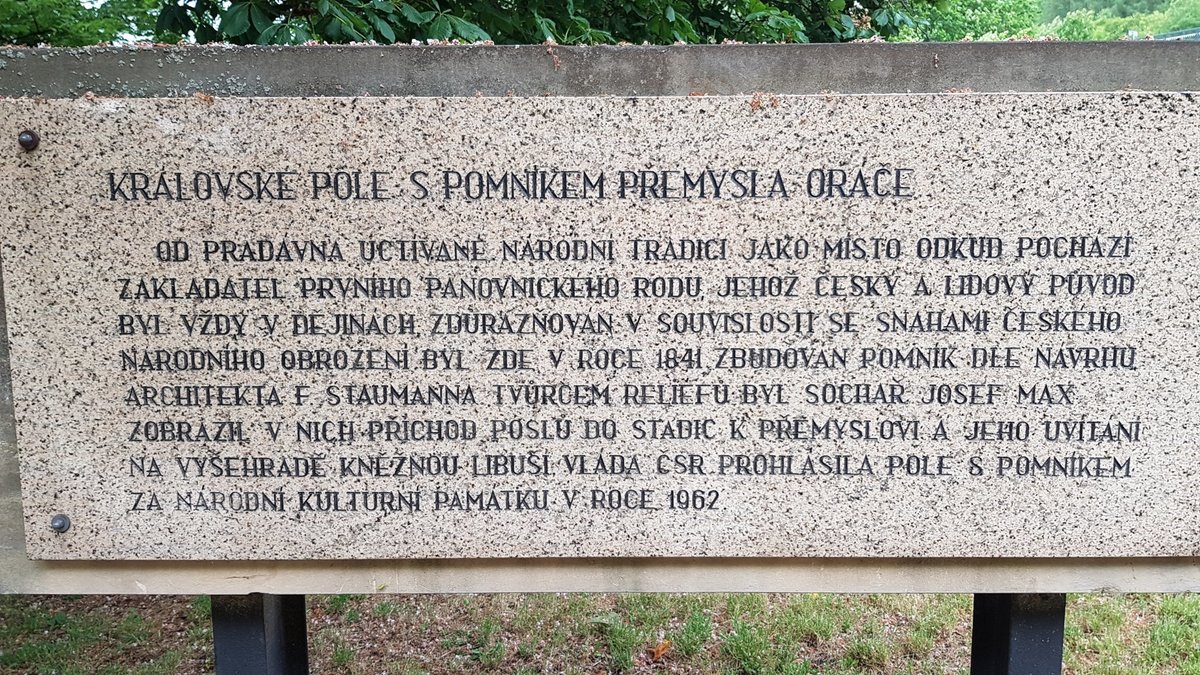 KRÁLOVSKÉ POLE S POMNÍKEM PŘEMYSLA ORÁČE
OD PRADÁVNA UCTÍVANÉ NÁRODNÍ TRADICÍ JAKO MÍSTO ODKUD POCHÁZÍ
ZAKLADATEL PRVNÍHO PANOVNICKÉHO RODU, JEHOŽ ČESKÝ A LIDOVÝ PŮVOD
BYL VŽDY V DĚJINÁCH ZDŮRAZŇOVÁN V SOUVISLOSTI SE SNAHAMI ČESKÉHO
NÁRODNÍHO OBROZENÍ BYL ZDE V ROCE 1841 ZBUDOVÁN POMNÍK DLE NÁVRHU
ARCHITEKTA F. STAUMANNA TVŮRCEM RELIÉFŮ BYL SOCHAŘ JOSEF MAX
ZOBRAZIL V NICH PŘÍCHOD POSLŮ DO STADIC K PŘEMYSLOVI A JEHO UVÍTÁNÍ
NA VYŠEHRADĚ KNĚŽNOU LIBUŠÍ. VLÁDA ČSR PROHLÁSILA POLE S POMNÍKEM
ZA NÁRODNÍ KULTURNÍ PAMÁTKU V ROCE 1962